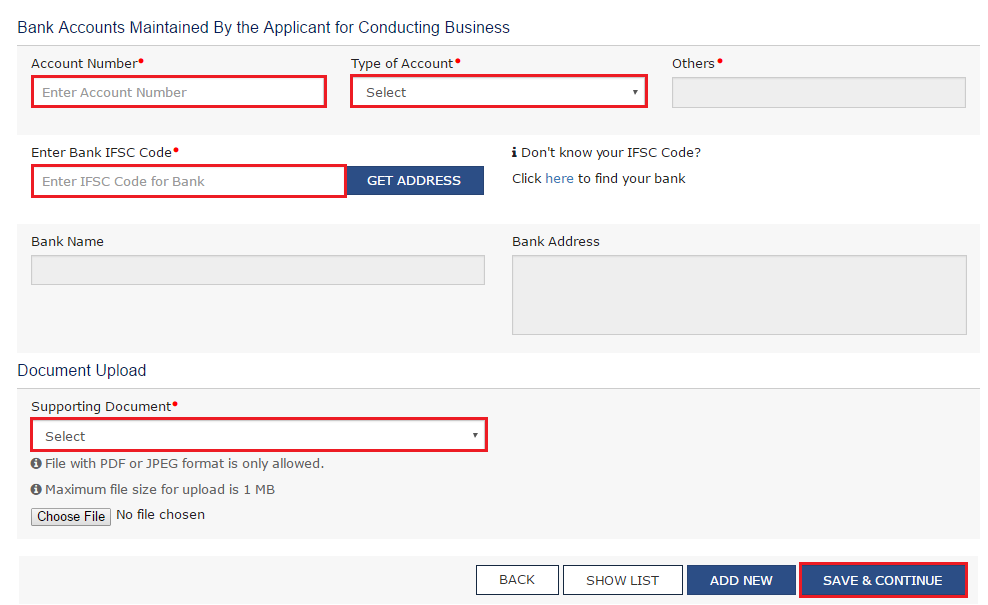 Bank Accounts Maintained By the Applicant for Conducting Business
Account Number• Type of Account• Others•
Enter Account Number Select
Enter Bank IFSC Code• Don't know your IFSC Code?
Enter IFSC Code for Bank GET ADDRESS Click here to find your bank
Bank Name Bank Address
Document Upload
Supporting Document•
Select
File with PDF or JPEG format is only allowed.
Maximum file size for upload is 1 MB
Choose File No file chosen
BACK SHOW LIST ADD NEW SAVE & CONTINUE